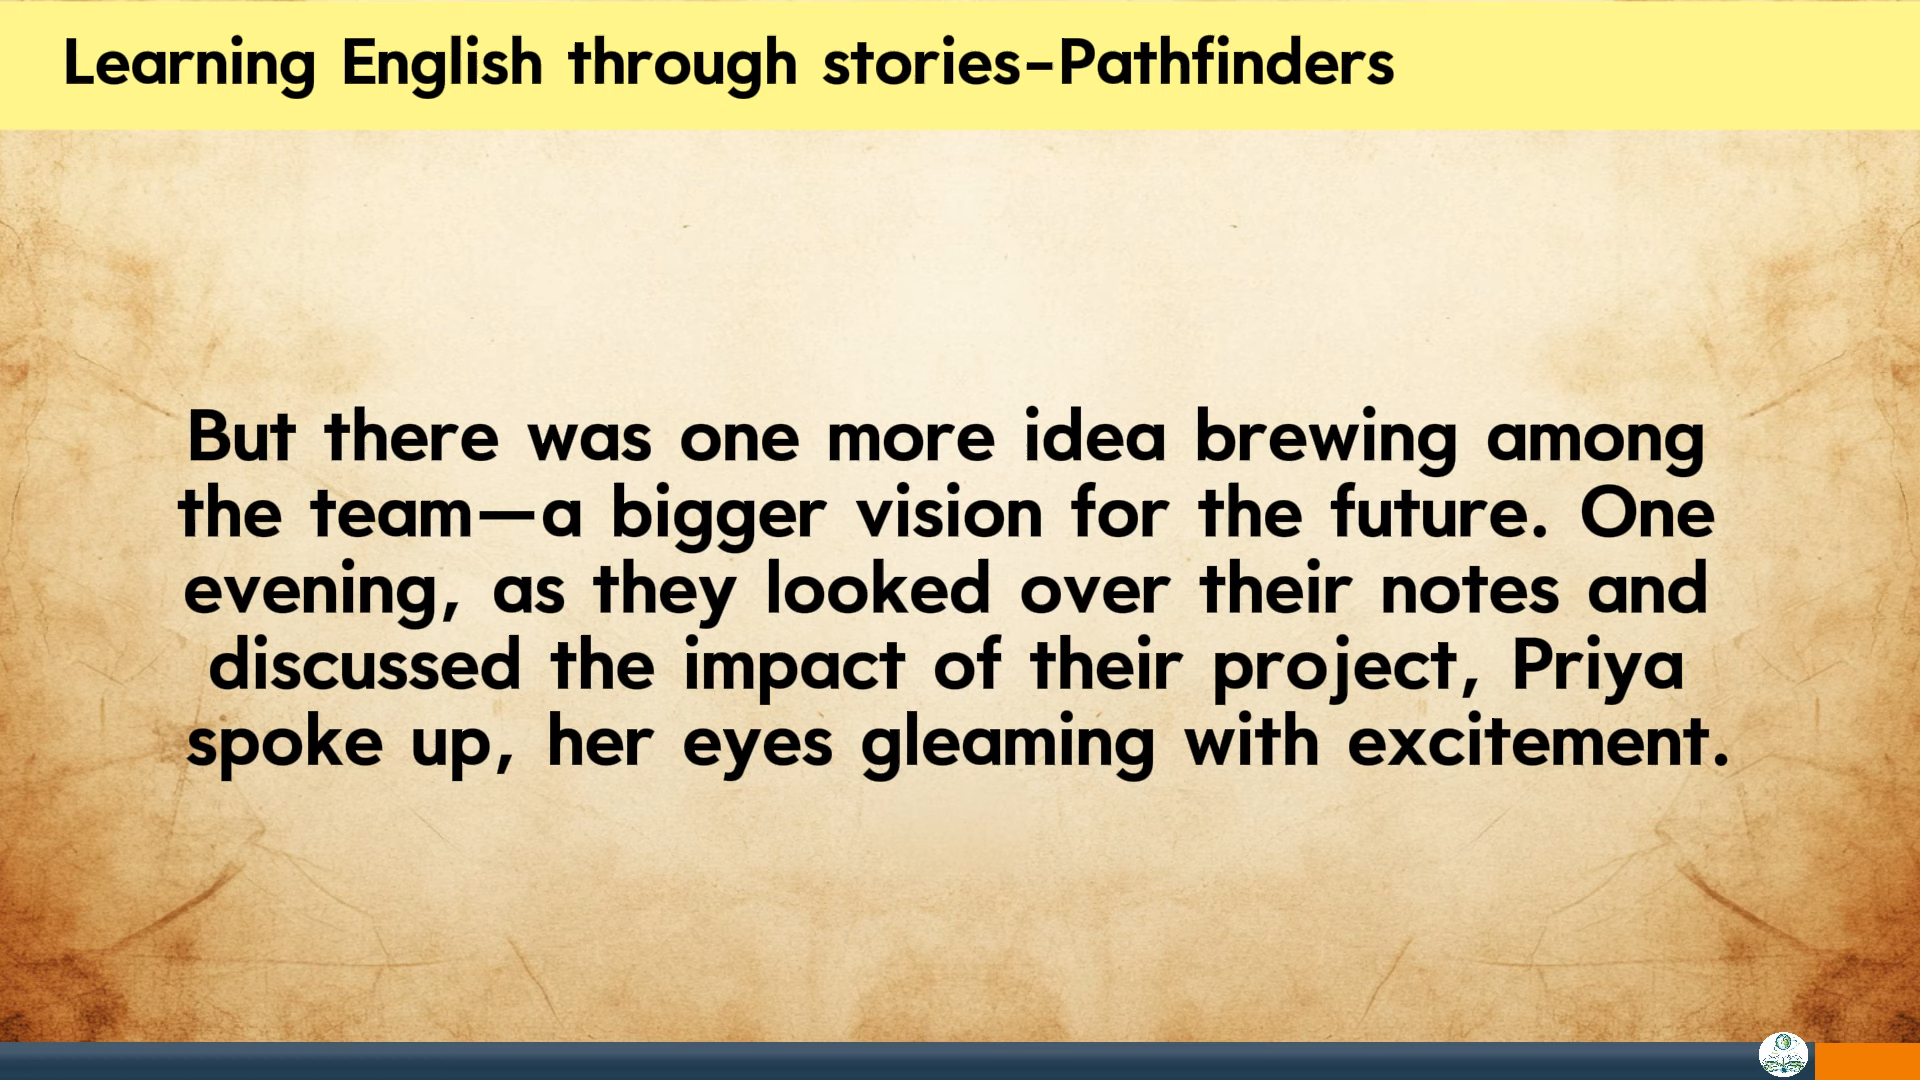 Learning English through stories-Pathfinders
But there was one more idea brewing among
the team—a bigger vision for the future. One
evening, as they looked over their notes and
discussed the impact of their project, Priya
spoke up, her eyes gleaming with excitement.